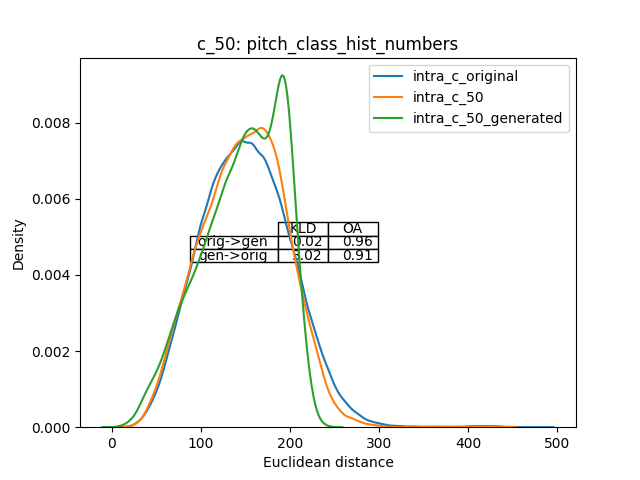 c_50: pitch_class_hist_numbers
intra_c_original
intra_c_50
intra_c_50_generated
KLD OA
orig->gen 0.02 0.96
gen->orig 0.02 0.91
Density
0.008
0.006
0.004
0.002
0.000
0 100 200 300 400 500
Euclidean distance